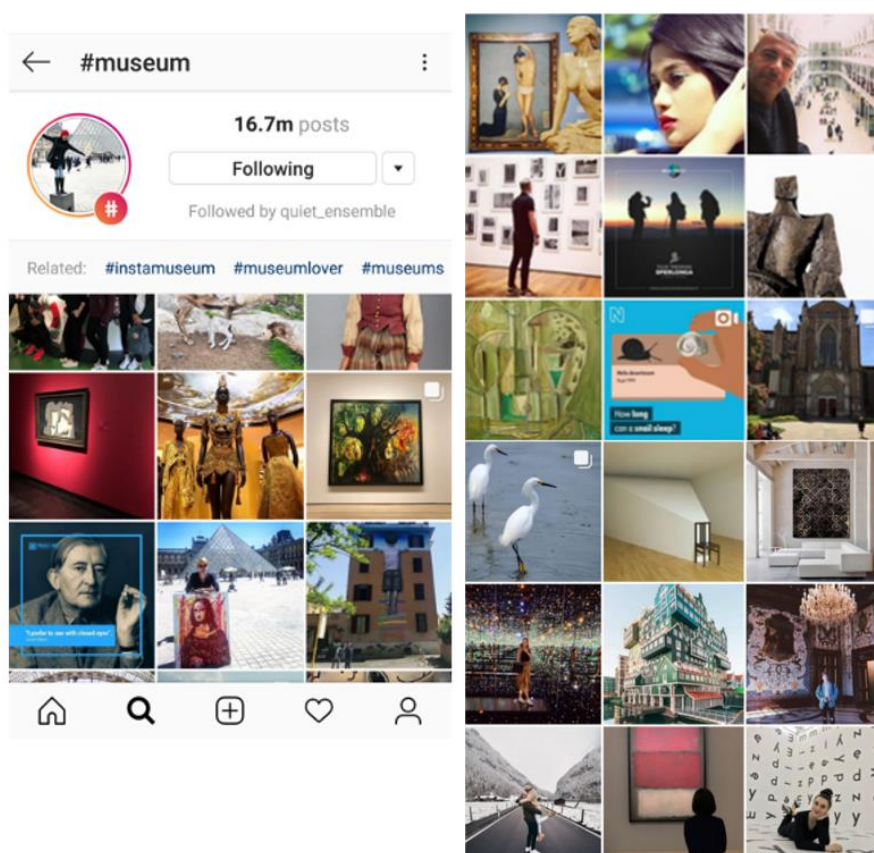 #museum
16.7m posts
Following
Followed by quiet_ensemble
Related: #instamuseum #museumlover #museums
"I prefer to see with closed eyes".
SPERLONGA
How long
can a snail sleep?